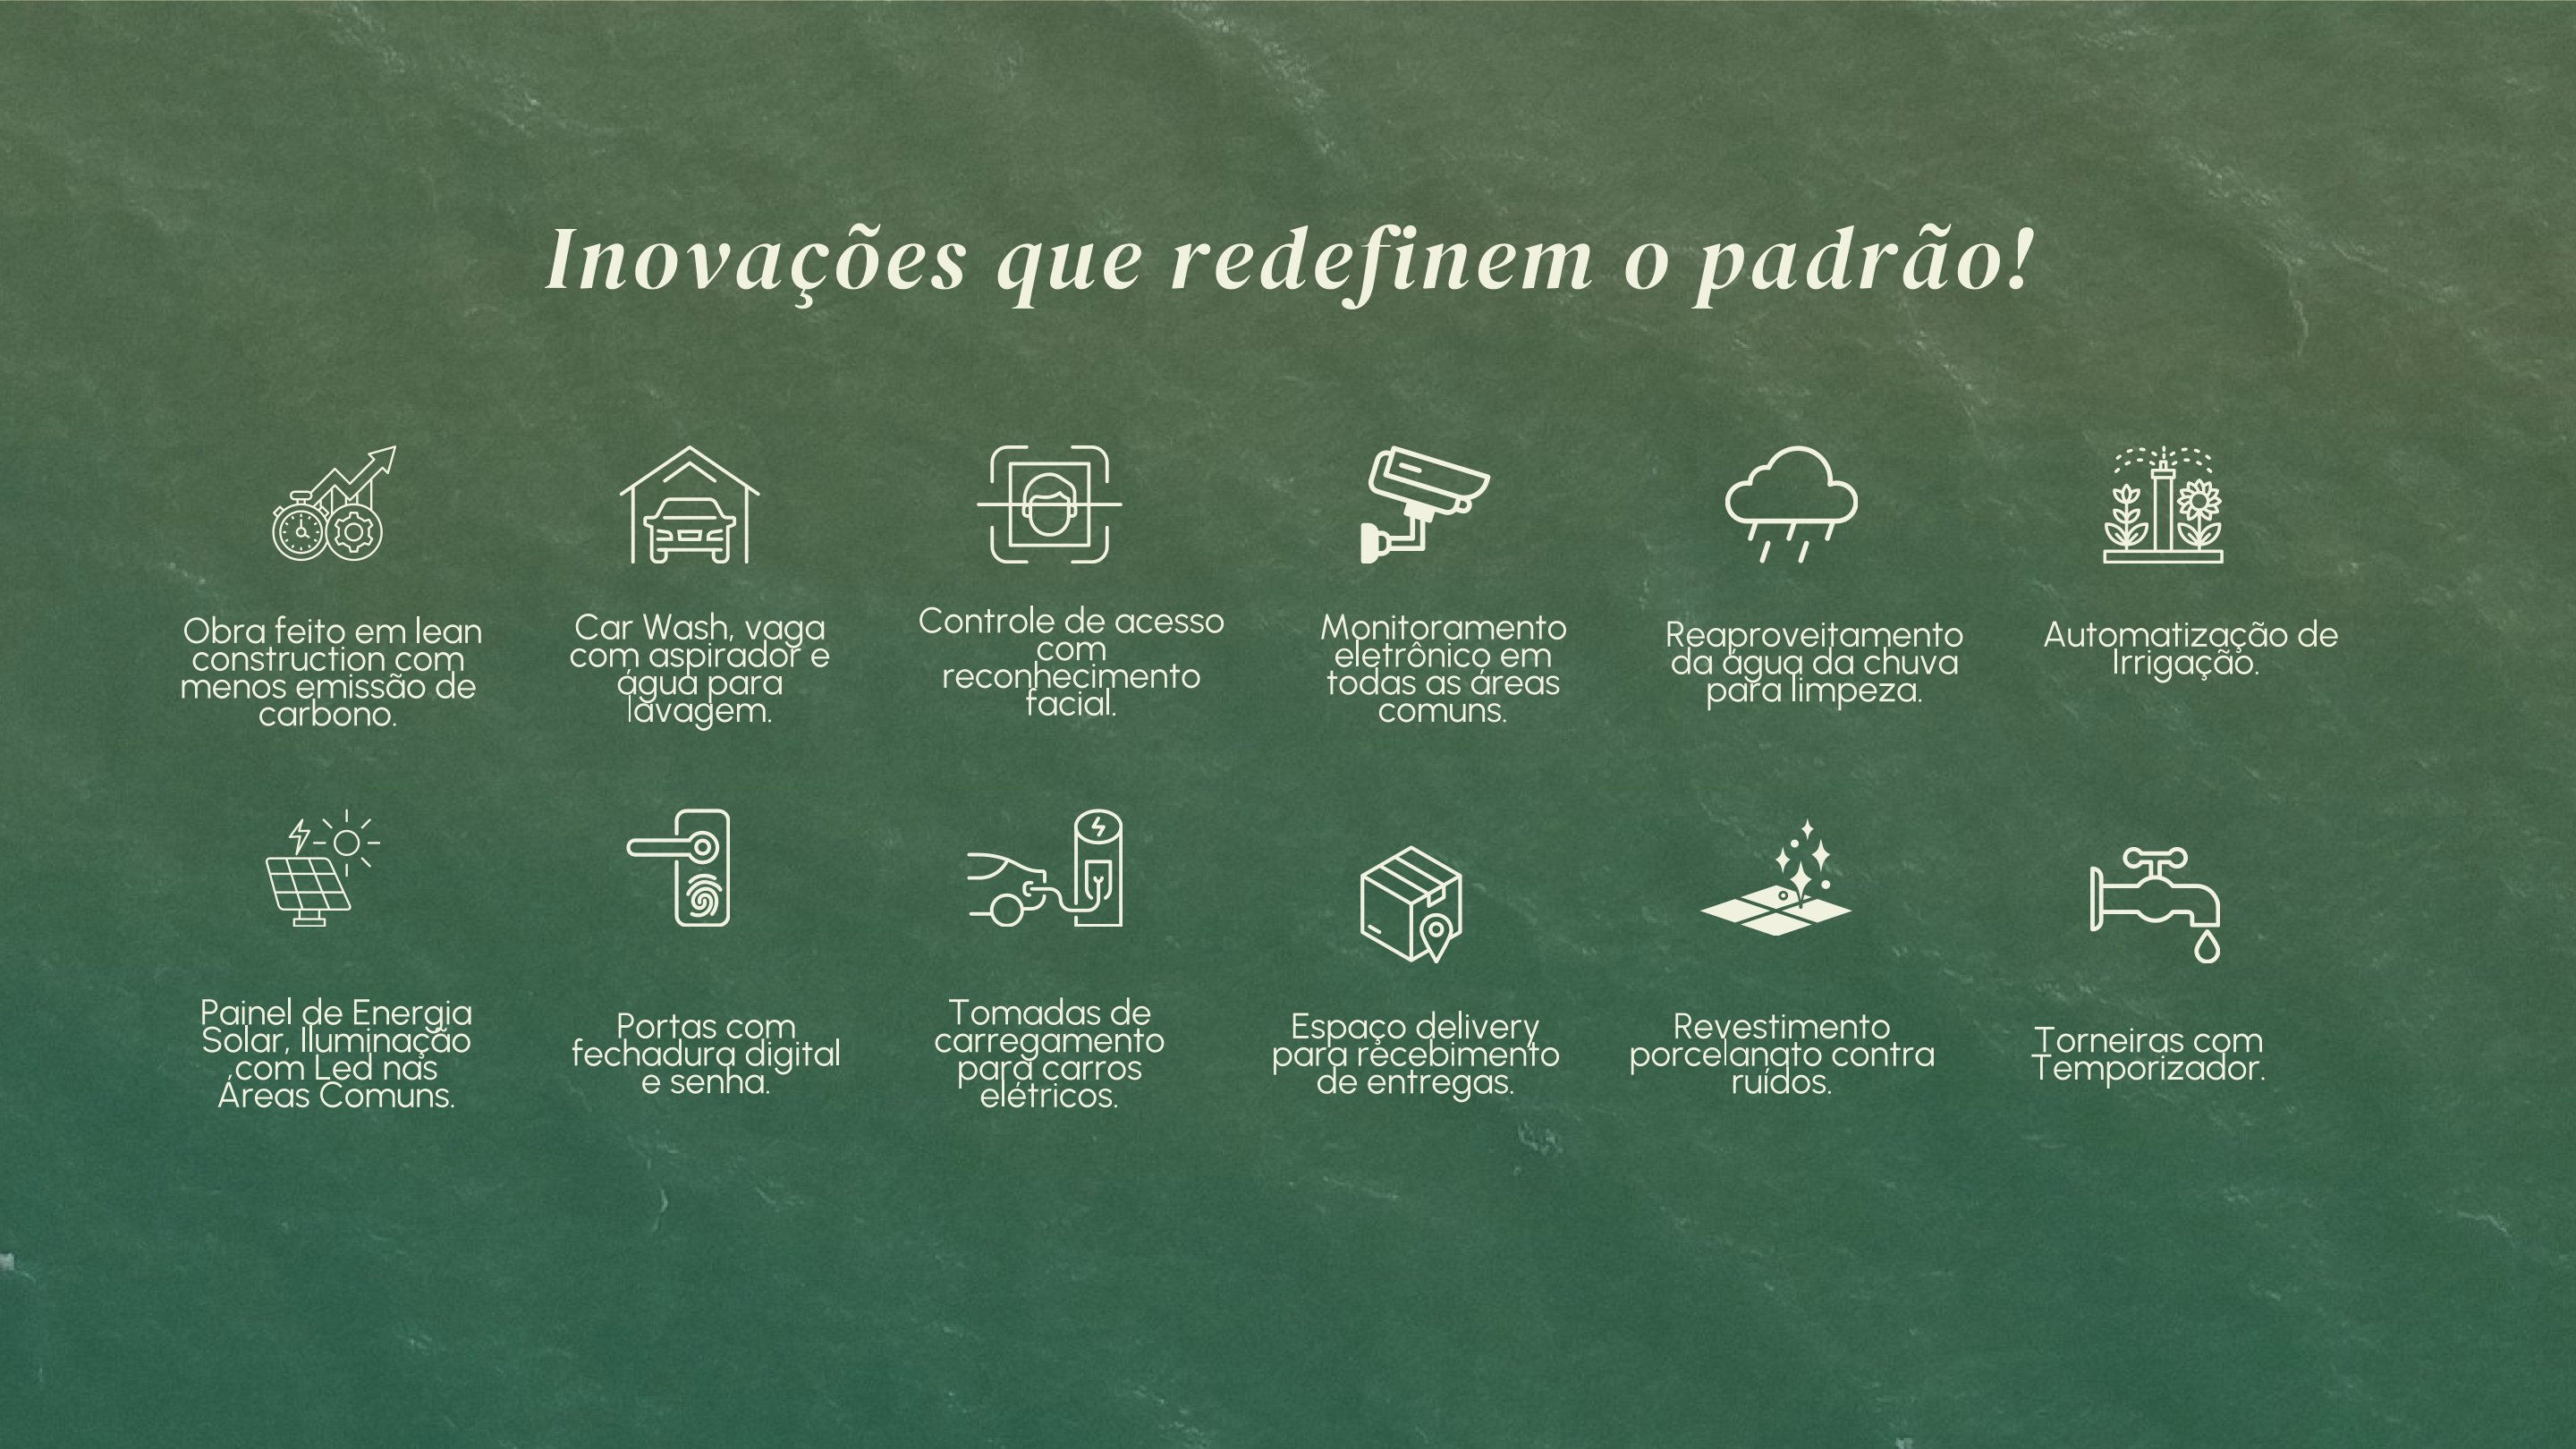 Inovações que redefinem o padrão!
Obra feito em lean
construction com
menos emissão de
carbono.
Car Wash, vaga
com aspirador e
água para
lavagem.
Controle de acesso
com
reconhecimento
facial.
Monitoramento
eletrônico em
todas as áreas
comuns.
Reaproveitamento
da água da chuva
para limpeza.
Automatização de
Irrigação.
Painel de Energia
Solar, Iluminação
com Led nas
Áreas Comuns.
Portas com
fechadura digital
e senha.
Tomadas de
carregamento
para carros
elétricos.
Espaço delivery
para recebimento
de entregas.
Revestimento
porcelanato contra
ruídos.
Torneiras com
Temporizador.